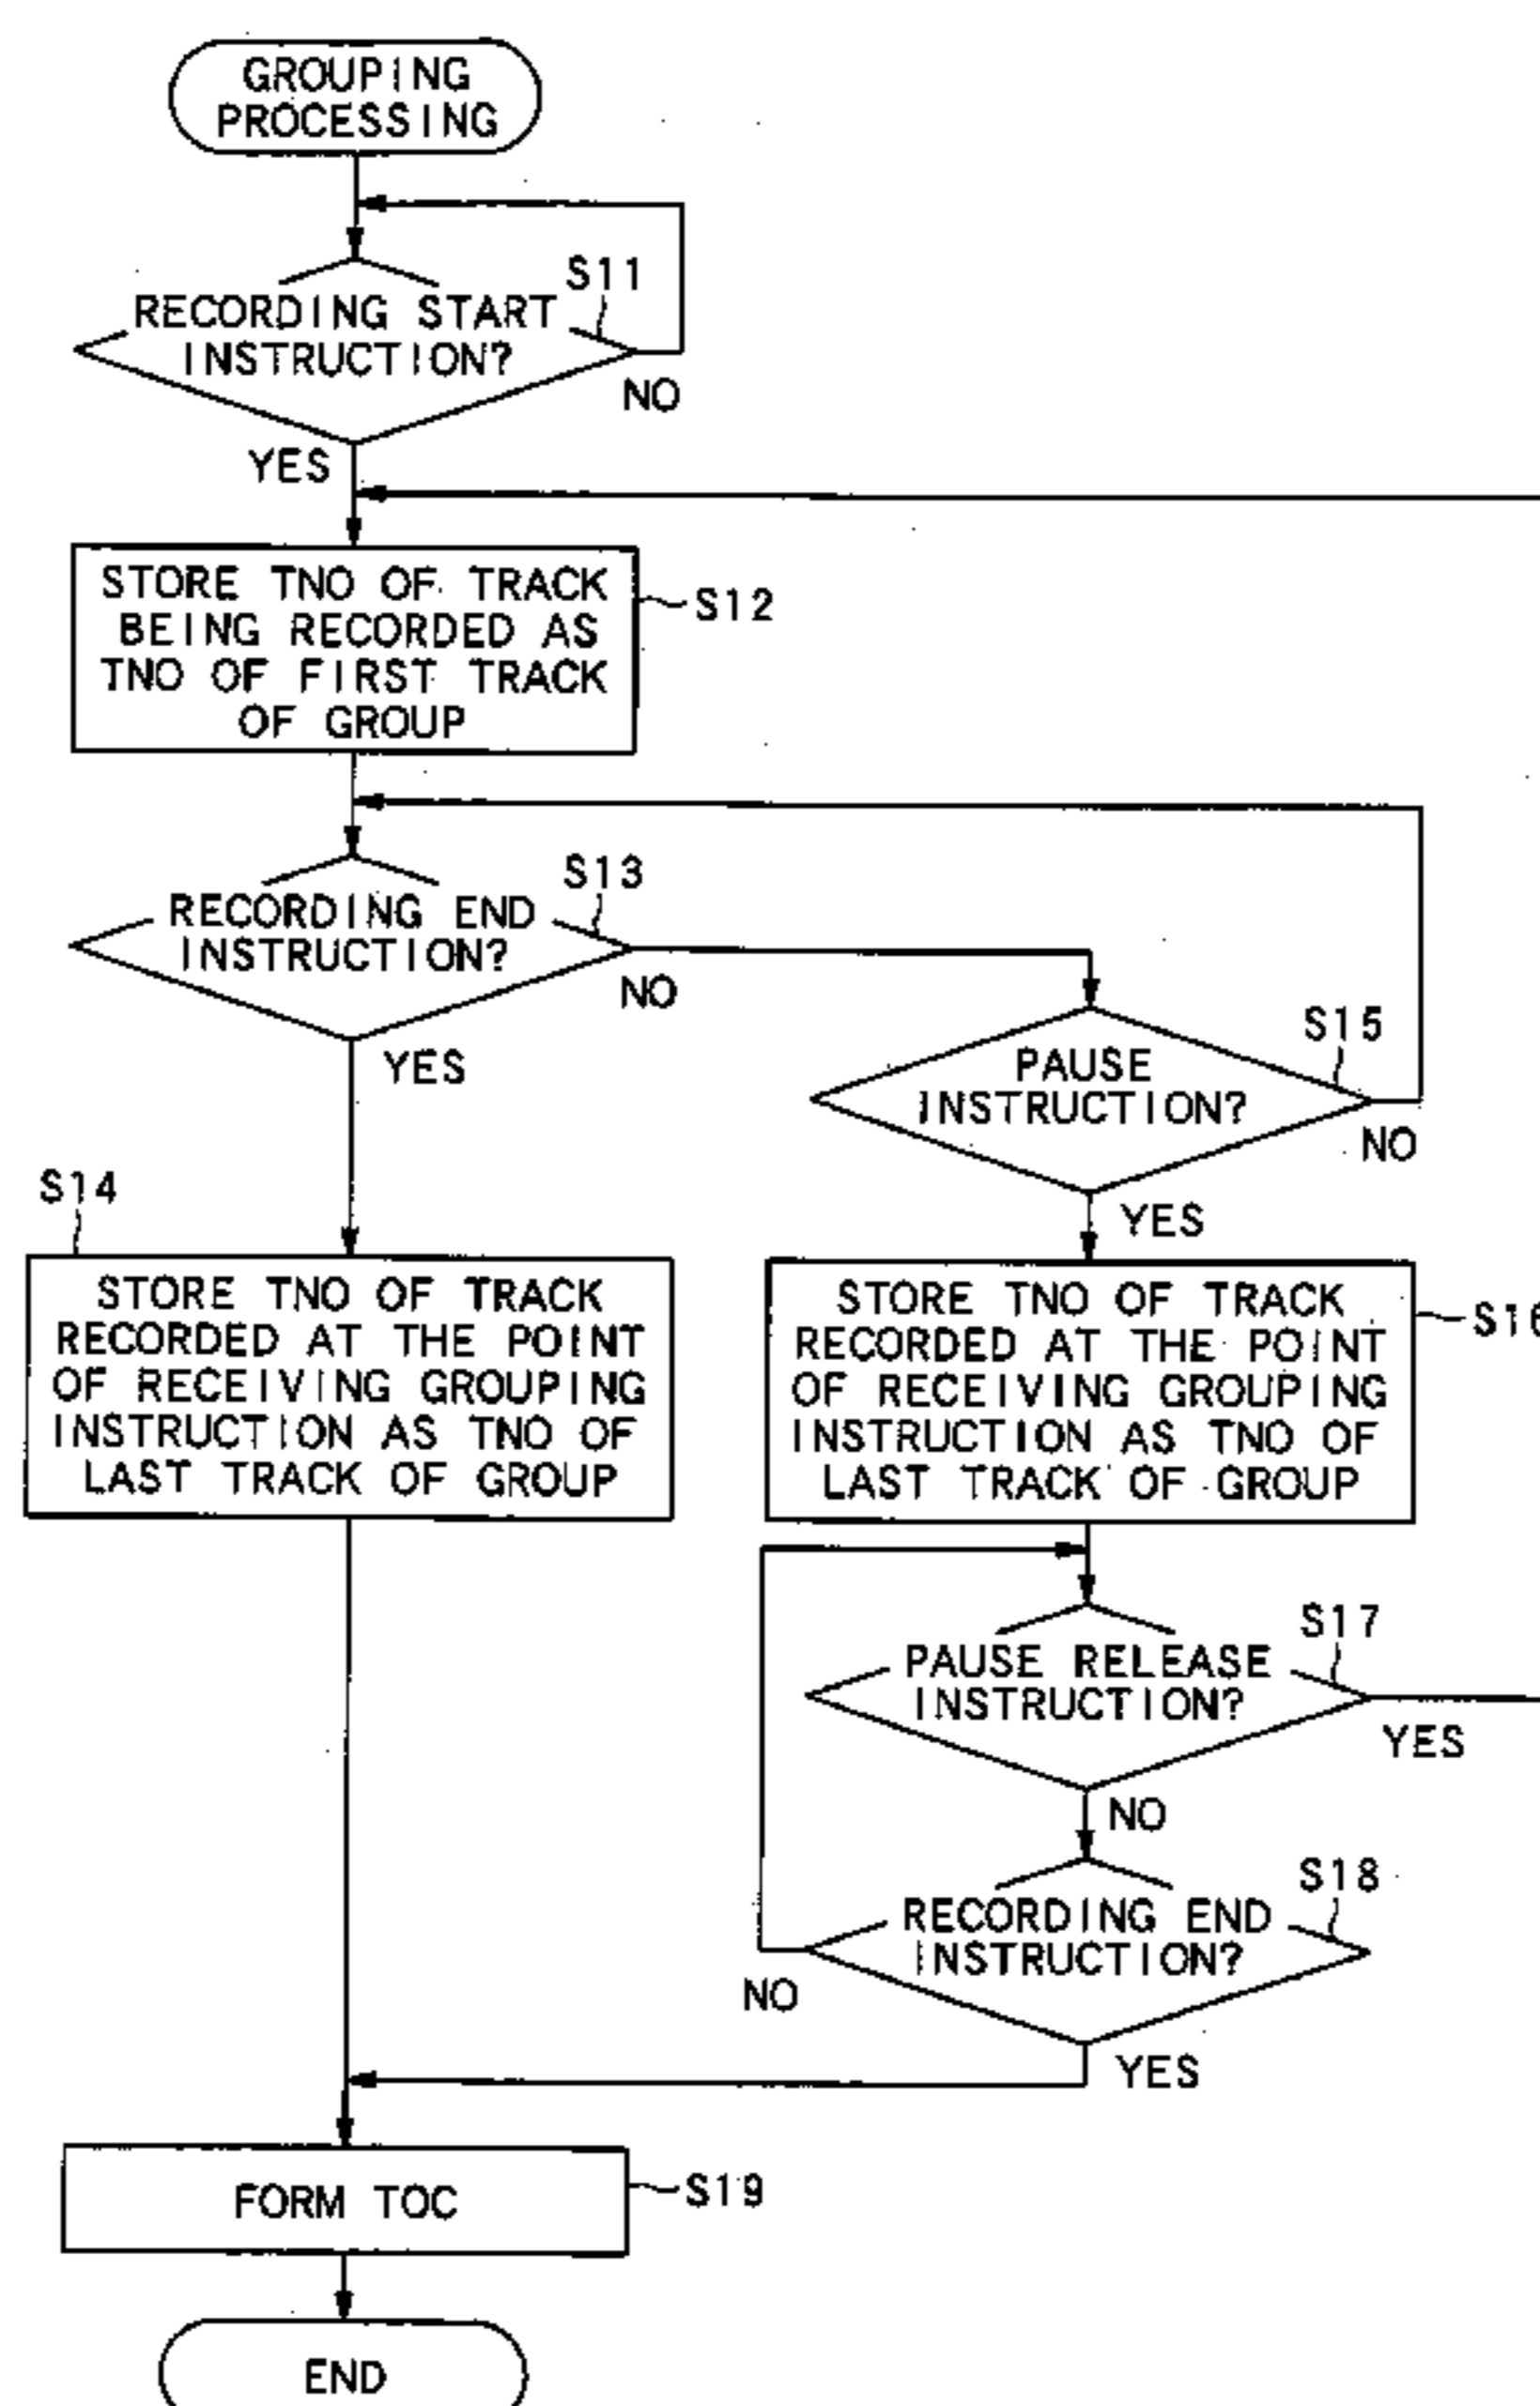 GROUPING
PROCESSING
S11
RECORDING START
INSTRUCTION?
NO
YES
STORE TNO OF TRACK
BEING RECORDED AS
TNO OF FIRST TRACK
OF GROUP
S12
S13
RECORDING END
INSTRUCTION?
NO
YES
S15
PAUSE
INSTRUCTION?
NO
YES
S14
STORE TNO OF TRACK
RECORDED AT THE POINT
OF RECEIVING GROUPING
INSTRUCTION AS TNO OF
LAST TRACK OF GROUP
STORE TNO OF TRACK
RECORDED AT THE POINT
OF RECEIVING GROUPING
INSTRUCTION AS TNO OF
LAST TRACK OF GROUP
S16
S17
PAUSE RELEASE
INSTRUCTION?
YES
NO
S18
RECORDING END
INSTRUCTION?
NO
YES
FORM TOC
S19
END